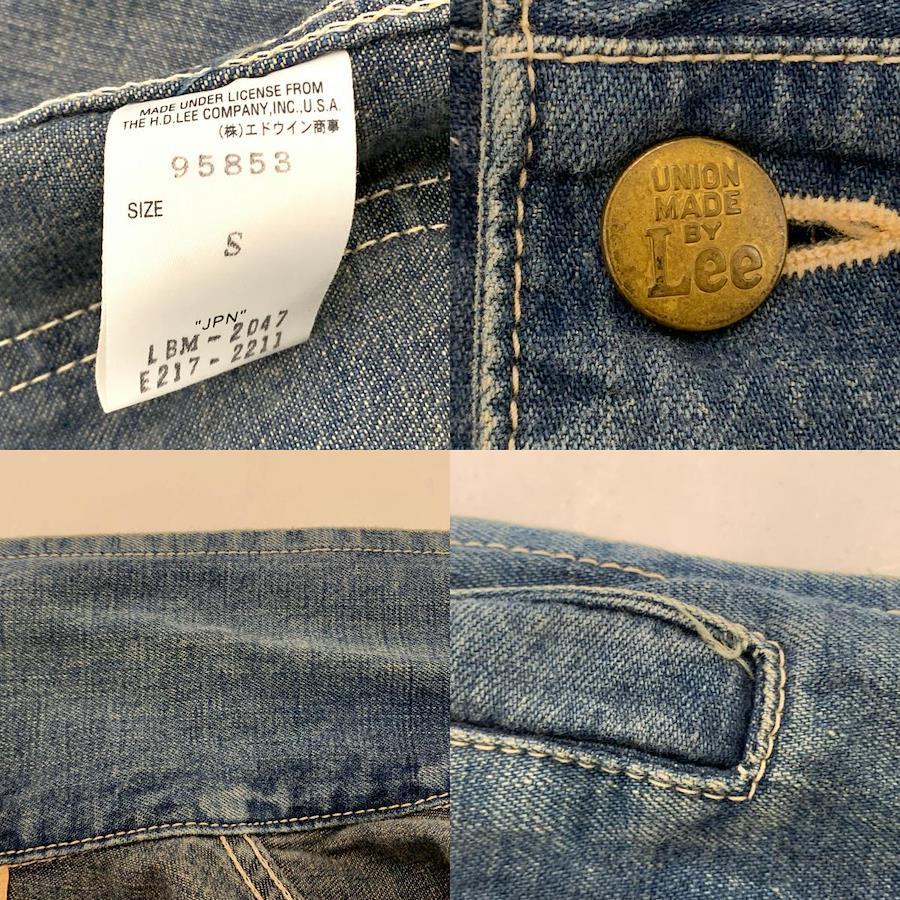 MADE UNDER LICENSE FROM
THE H.D.LEE COMPANY,INC.,U.S.A.
(株)エドウイン商事
95853
SIZE
S
"JPN"
LBM-2047
E217-2211
UNION
MADE
BY
Lee